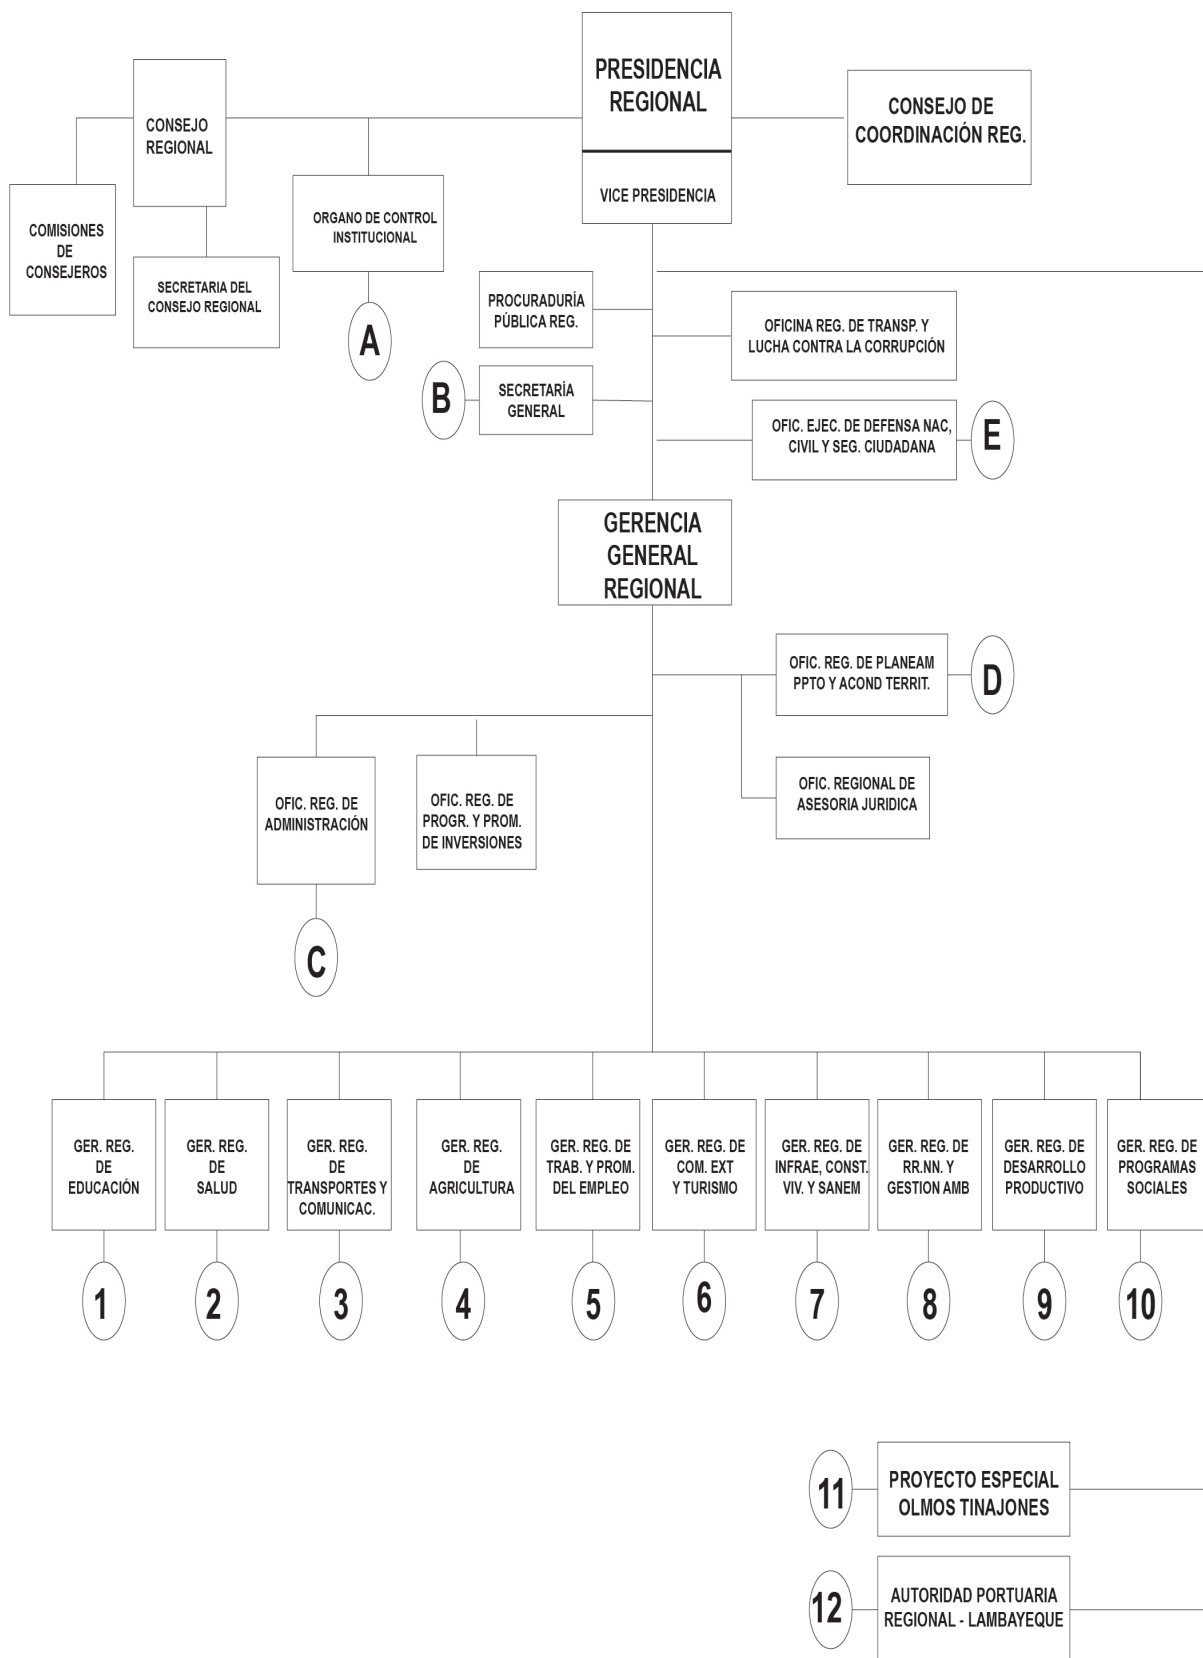 PRESIDENCIA
REGIONAL
VICE PRESIDENCIA
CONSEJO
REGIONAL
CONSEJO DE
COORDINACIÓN REG.
COMISIONES
DE
CONSEJEROS
SECRETARIA DEL
CONSEJO REGIONAL
ORGANO DE CONTROL
INSTITUCIONAL
A
PROCURADURÍA
PÚBLICA REG.
OFICINA REG. DE TRANSP. Y
LUCHA CONTRA LA CORRUPCIÓN
B
SECRETARÍA
GENERAL
OFIC. EJEC. DE DEFENSA NAC,
CIVIL Y SEG. CIUDADANA
E
GERENCIA
GENERAL
REGIONAL
OFIC. REG. DE PLANEAM
PPTO Y ACOND TERRIT.
D
OFIC. REGIONAL DE
ASESORIA JURIDICA
OFIC. REG. DE
ADMINISTRACIÓN
OFIC. REG. DE
PROGR. Y PROM.
DE INVERSIONES
C
GER. REG.
DE
EDUCACIÓN
GER. REG.
DE
SALUD
GER. REG.
DE
TRANSPORTES Y
COMUNICAC.
GER. REG.
DE
AGRICULTURA
GER. REG. DE
TRAB. Y PROM.
DEL EMPLEO
GER. REG. DE
COM. EXT
Y TURISMO
GER. REG. DE
INFRAE, CONST.
VIV. Y SANEM
GER. REG. DE
RR.NN. Y
GESTION AMB
GER. REG. DE
DESARROLLO
PRODUCTIVO
GER. REG. DE
PROGRAMAS
SOCIALES
1
2
3
4
5
6
7
8
9
10
11
PROYECTO ESPECIAL
OLMOS TINAJONES
12
AUTORIDAD PORTUARIA
REGIONAL - LAMBAYEQUE